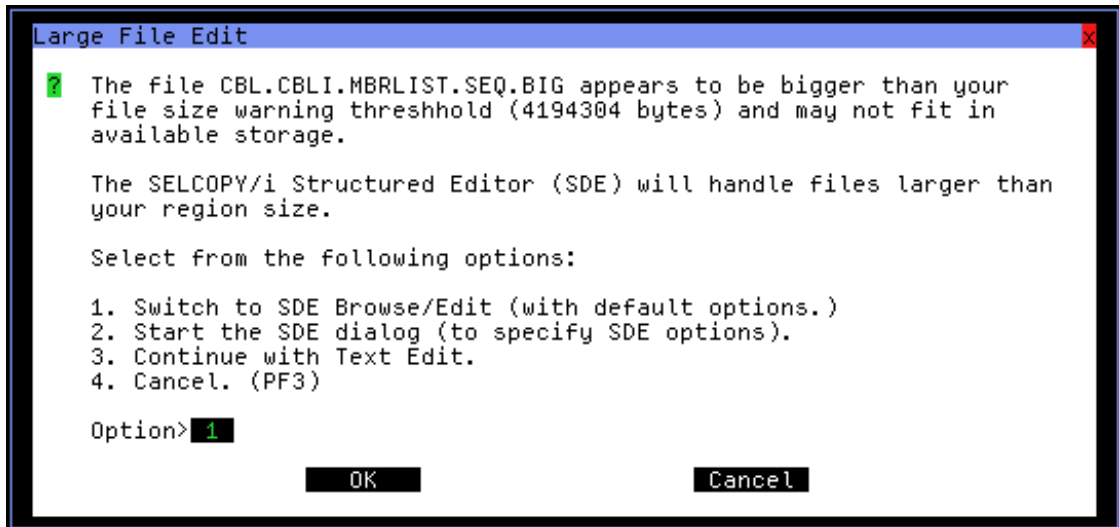 Large File Edit x
? The file CBL.CBLI.MBRLIST.SEQ.BIG appears to be bigger than your
file size warning threshhold (4194304 bytes) and may not fit in
available storage.
The SELCOPY/i Structured Editor (SDE) will handle files larger than
your region size.
Select from the following options:
1. Switch to SDE Browse/Edit (with default options.)
2. Start the SDE dialog (to specify SDE options).
3. Continue with Text Edit.
4. Cancel. (PF3)
Option> 1
OK Cancel